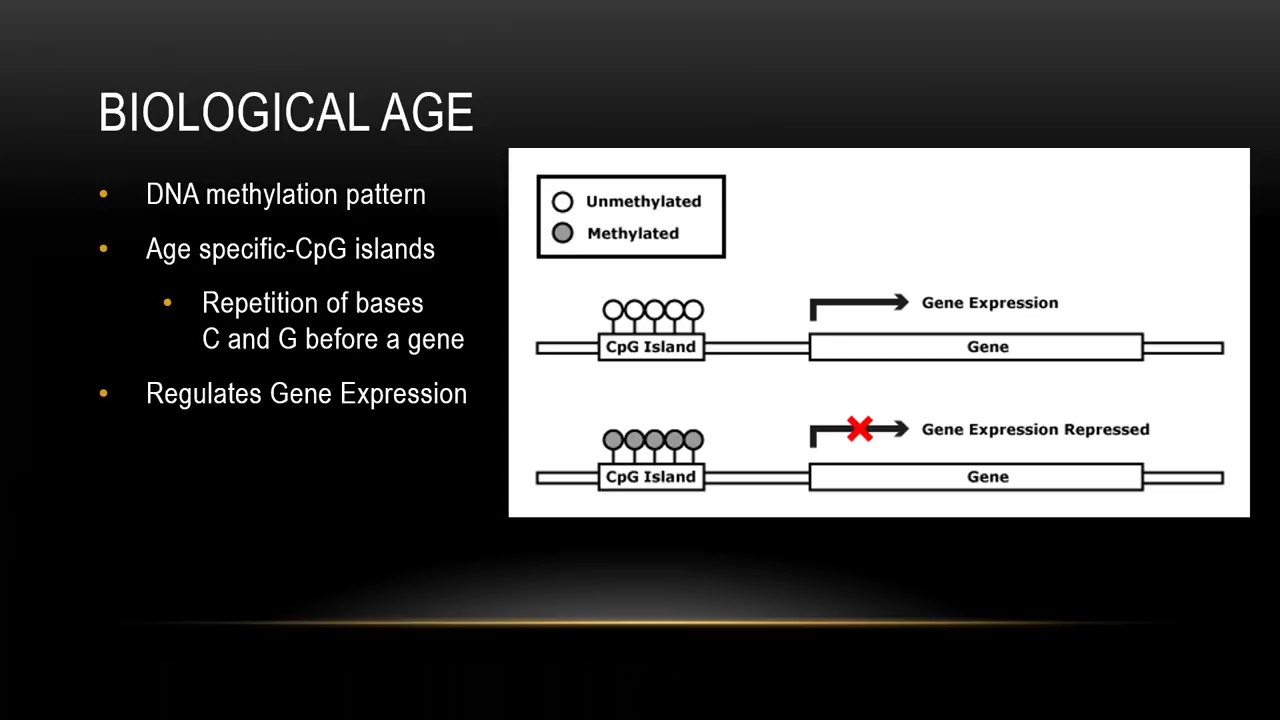 BIOLOGICAL AGE
• DNA methylation pattern
• Age specific-CpG islands
• Repetition of bases
C and G before a gene
• Regulates Gene Expression
Unmethylated
Methylated
Gene Expression
CpG Island
Gene
Gene Expression Repressed
CpG Island
Gene